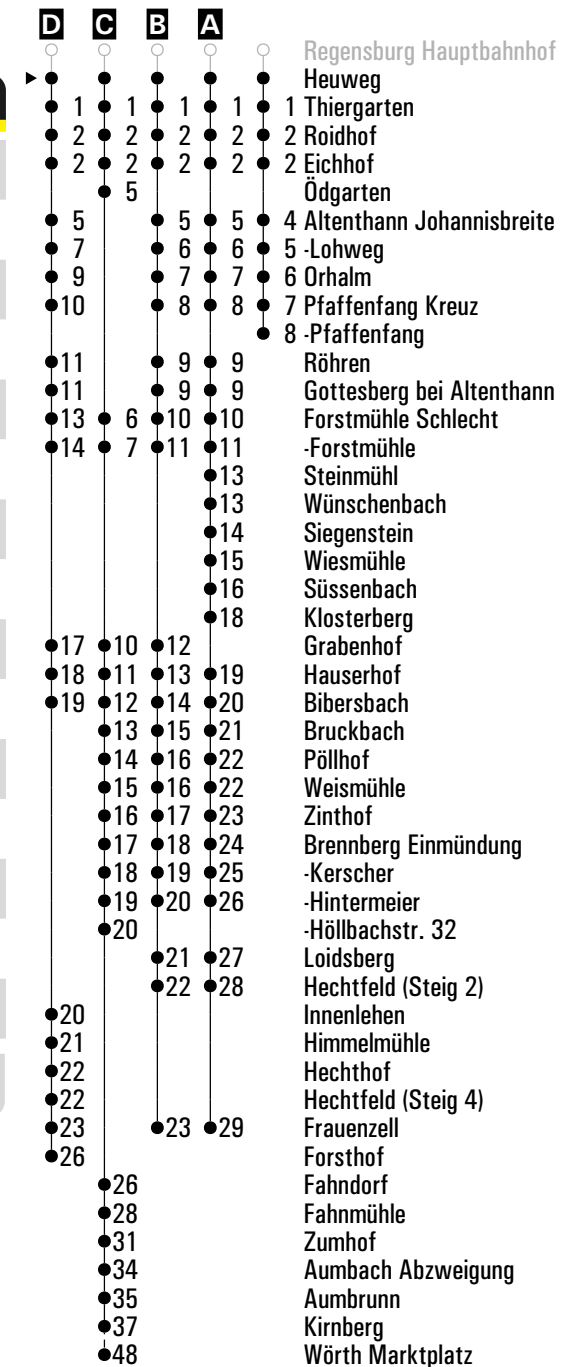 D C B A
Regensburg Hauptbahnhof
Heuweg
1 1 1 1 1 Thiergarten
2 2 2 2 2 Roidhof
2 2 2 2 2 Eichhof
5 Ödgarten
5 5 5 4 Altenthann Johannisbreite
7 6 6 5 -Lohweg
9 7 7 6 Orhalm
10 8 8 7 Pfaffenfang Kreuz
8 -Pfaffenfang
11 9 9 Röhren
11 9 9 Gottesberg bei Altenthann
13 6 10 10 Forstmühle Schlecht
14 7 11 11 -Forstmühle
13 Steinmühl
13 Wünschenbach
14 Siegenstein
15 Wiesmühle
16 Süssenbach
18 Klosterberg
17 10 12 Grabenhof
18 11 13 19 Hauserhof
19 12 14 20 Bibersbach
13 15 21 Bruckbach
14 16 22 Pöllhof
15 16 22 Weismühle
16 17 23 Zinthof
17 18 24 Brennberg Einmündung
18 19 25 -Kerscher
19 20 26 -Hintermeier
20 -Höllbachstr. 32
21 27 Loidsberg
22 28 Hechtfeld (Steig 2)
20 Innenlehen
21 Himmelmühle
22 Hechthof
22 Hechtfeld (Steig 4)
23 23 29 Frauenzell
26 Forsthof
26 Fahndorf
28 Fahnmühle
31 Zumhof
34 Aumbach Abzweigung
35 Aumbrunn
37 Kirnberg
48 Wörth Marktplatz